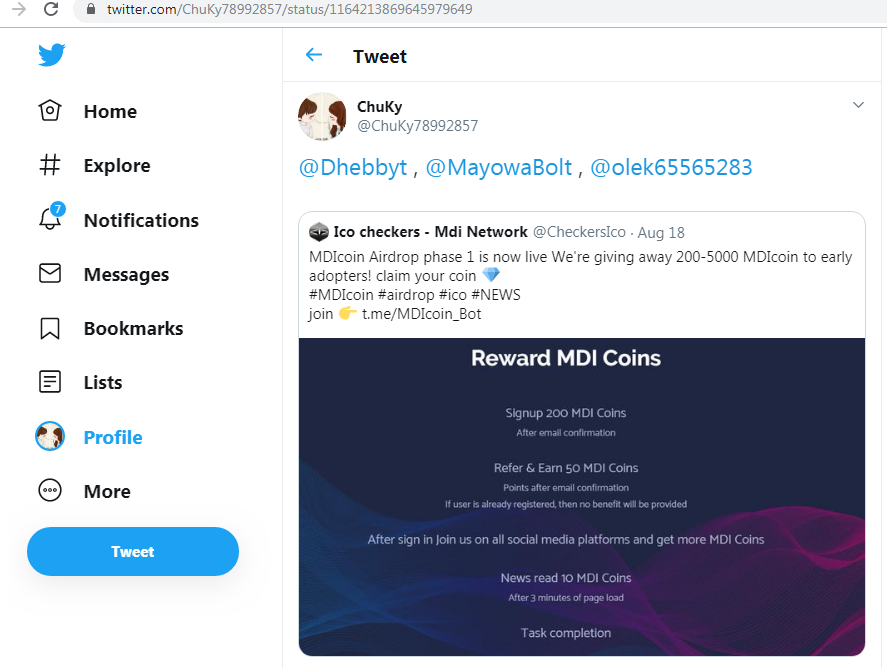 twitter.com/ChuKy78992857/status/1164213869645979649
Home
Explore
7
Notifications
Messages
Bookmarks
Lists
Profile
More
Tweet
Tweet
ChuKy
@ChuKy78992857
@Dhebbyt , @MayowaBolt , @olek65565283
Ico checkers - Mdi Network @CheckersIco · Aug 18
MDIcoin Airdrop phase 1 is now live We're giving away 200-5000 MDIcoin to early
adopters! claim your coin 💎
#MDIcoin #airdrop #ico #NEWS
join 👉 t.me/MDIcoin_Bot
Reward MDI Coins
Signup 200 MDI Coins
After email confirmation
Refer & Earn 50 MDI Coins
Points after email confirmation
If user is already registered, then no benefit will be provided
After sign in Join us on all social media platforms and get more MDI Coins
News read 10 MDI Coins
After 3 minutes of page load
Task completion